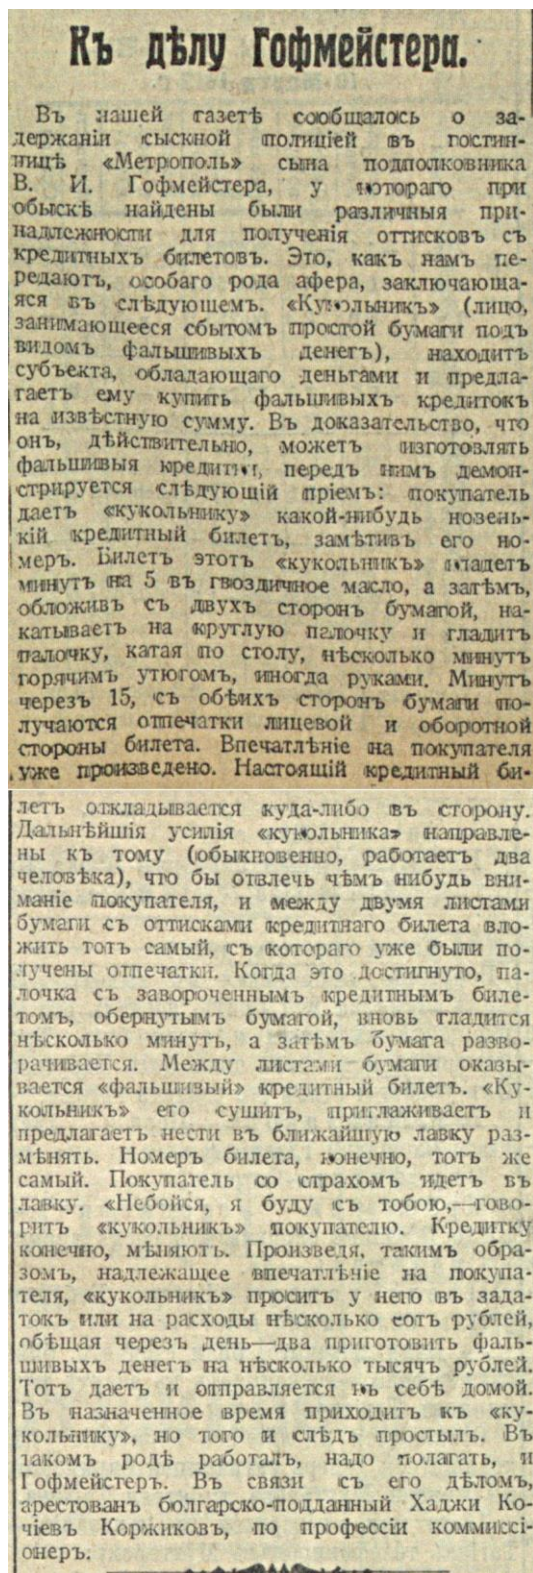 Къ дѣлу Гофмейстера.
Въ нашей газетѣ сообщалось о за-
держаніи сыскной полиціей въ гостин-
ницѣ «Метрополь» сына подполковника
В. И. Гофмейстера, у котораго при
обыскѣ найдены были различныя при-
надлежности для полученія оттисковъ съ
кредитныхъ билетовъ. Это, какъ намъ пе-
редаютъ, особаго рода афера, заключающа-
яся въ слѣдующемъ. «Кукольникъ» (лицо,
занимающееся сбытомъ простой бумаги подъ
видомъ фальшивыхъ денегъ), находитъ
субъекта, обладающаго деньгами и предла-
гаетъ ему купить фальшивыхъ кредитокъ
на извѣстную сумму. Въ доказательство, что
онъ, дѣйствительно, можетъ изготовлять
фальшивыя кредитки, передъ нимъ демон-
стрируется слѣдующій пріемъ: покупатель
даетъ «кукольнику» какой-нибудь новень-
кій кредитный билетъ, замѣтивъ его но-
меръ. Билетъ этотъ «кукольникъ» кладетъ
минутъ на 5 въ гвоздичное масло, а затѣмъ,
обложивъ съ двухъ сторонъ бумагой, на-
катываетъ на круглую палочку и гладитъ
палочку, катая по столу, нѣсколько минутъ
горячимъ утюгомъ, иногда руками. Минутъ
черезъ 15, съ обѣихъ сторонъ бумаги по-
лучаются отпечатки лицевой и оборотной
стороны билета. Впечатлѣніе на покупателя
уже произведено. Настоящій кредитный би-
летъ откладывается куда-либо въ сторону.
Дальнѣйшія усилія «кукольника» направле-
ны къ тому (обыкновенно, работаетъ два
человѣка), что бы отвлечь чѣмъ нибудь вни-
маніе покупателя, и между двумя листами
бумаги съ оттисками кредитнаго билета вло-
жить тотъ самый, съ котораго уже были по-
лучены отпечатки. Когда это достигнуто, па-
лочка съ завороченнымъ кредитнымъ биле-
томъ, обернутымъ бумагой, вновь гладится
нѣсколько минутъ, а затѣмъ бумага разво-
рачивается. Между листами бумаги оказы-
вается «фальшивый» кредитный билетъ. «Ку-
кольникъ» его сушитъ, приглаживаетъ и
предлагаетъ нести въ ближайшую лавку раз-
мѣнять. Номеръ билета, конечно, тотъ же
самый. Покупатель со страхомъ идетъ въ
лавку. «Небойся, я буду съ тобою,—гово-
ритъ «кукольникъ» покупателю. Кредитку
конечно, мѣняютъ. Произведя, такимъ обра-
зомъ, надлежащее впечатлѣніе на покупа-
теля, «кукольникъ» проситъ у него въ зада-
токъ или на расходы нѣсколько сотъ рублей,
обѣщая черезъ день—два приготовить фаль-
шивыхъ денегъ на нѣсколько тысячъ рублей.
Тотъ даетъ и отправляется къ себѣ домой.
Въ назначенное время приходитъ къ «ку-
кольнику», но того и слѣдъ простылъ. Въ
такомъ родѣ работалъ, надо полагать, и
Гофмейстеръ. Въ связи съ его дѣломъ,
арестованъ болгарско-подданный Хаджи Ко-
чіевъ Коржиковъ, по профессіи коммиссі-
онеръ.